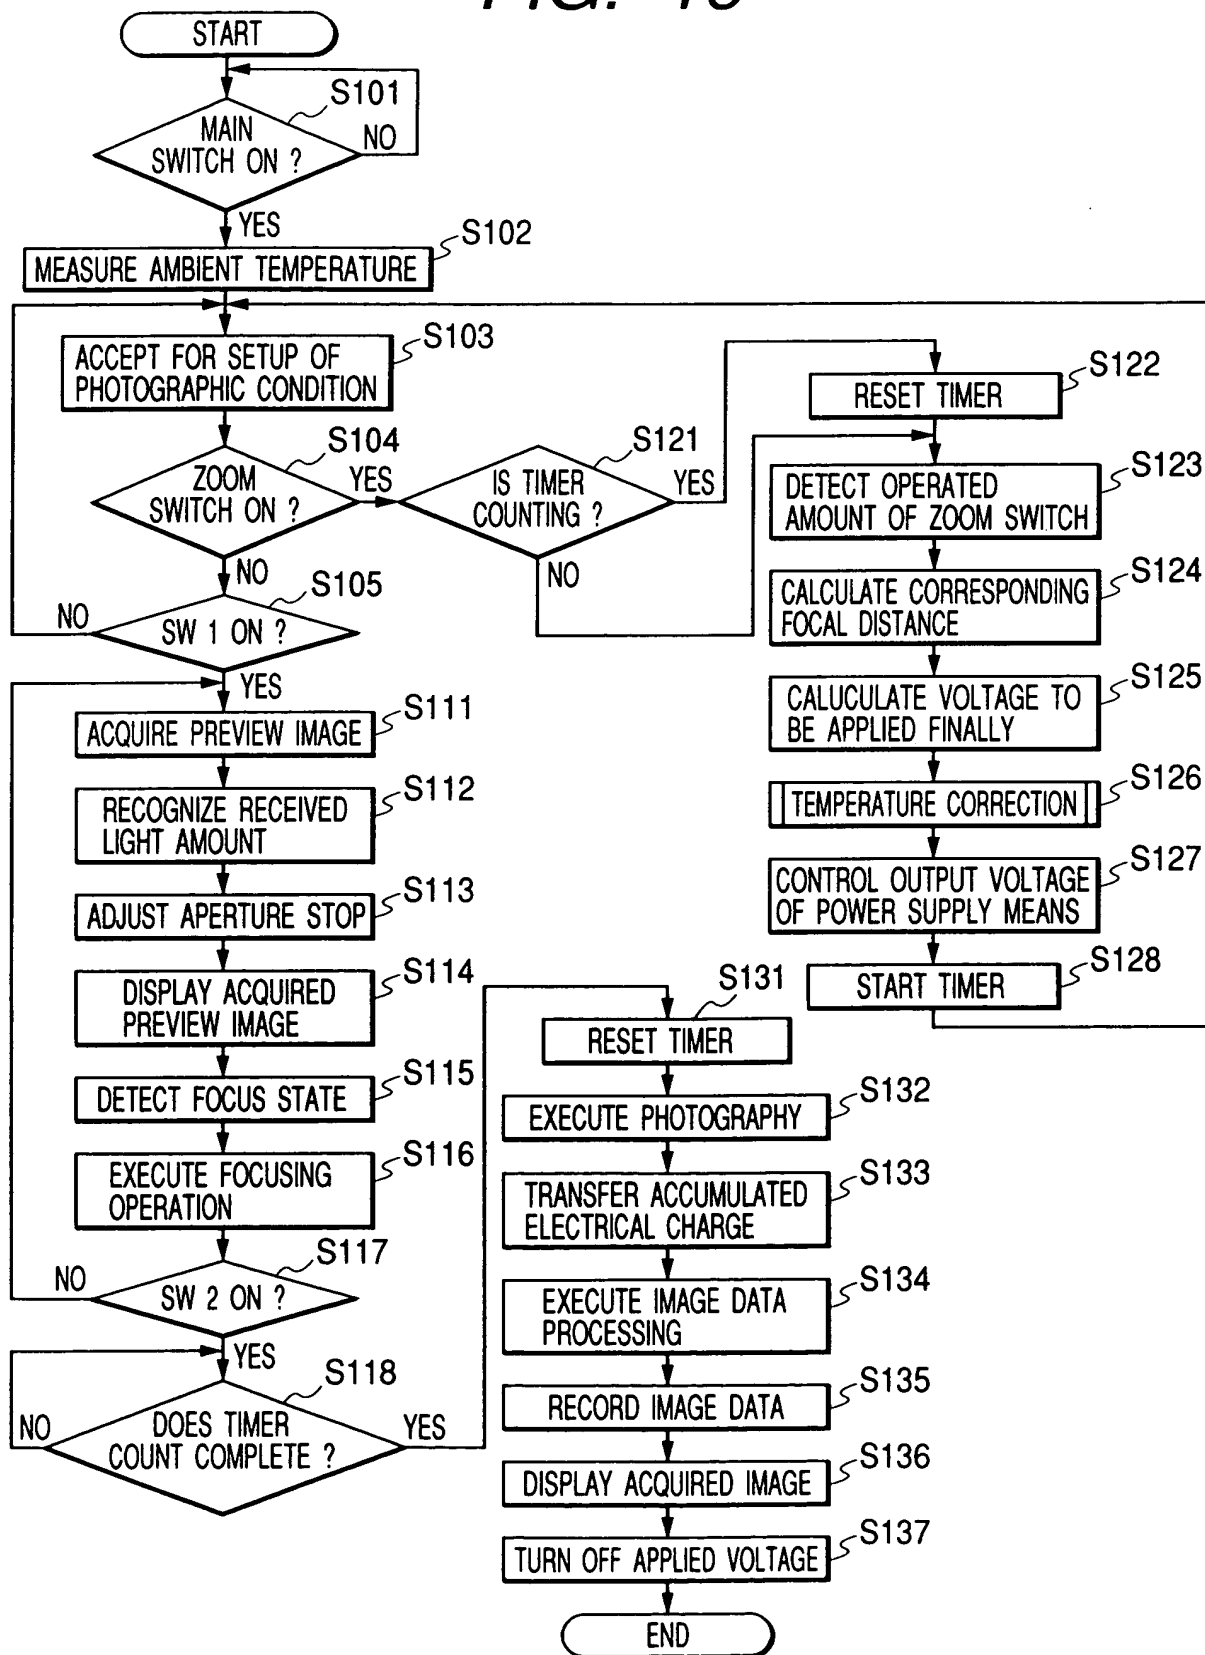 START
S101
MAIN
SWITCH ON ?
NO
YES
S102
MEASURE AMBIENT TEMPERATURE
S103
ACCEPT FOR SETUP OF
PHOTOGRAPHIC CONDITION
S104
ZOOM
SWITCH ON ?
YES
NO
S105
SW 1 ON ?
NO
YES
S111
ACQUIRE PREVIEW IMAGE
S112
RECOGNIZE RECEIVED
LIGHT AMOUNT
S113
ADJUST APERTURE STOP
S114
DISPLAY ACQUIRED
PREVIEW IMAGE
S115
DETECT FOCUS STATE
S116
EXECUTE FOCUSING
OPERATION
S117
SW 2 ON ?
NO
YES
S118
DOES TIMER
COUNT COMPLETE ?
NO
YES
S121
IS TIMER
COUNTING ?
YES
NO
S122
RESET TIMER
S123
DETECT OPERATED
AMOUNT OF ZOOM SWITCH
S124
CALCULATE CORRESPONDING
FOCAL DISTANCE
S125
CALUCULATE VOLTAGE TO
BE APPLIED FINALLY
S126
TEMPERATURE CORRECTION
S127
CONTROL OUTPUT VOLTAGE
OF POWER SUPPLY MEANS
S128
START TIMER
S131
RESET TIMER
S132
EXECUTE PHOTOGRAPHY
S133
TRANSFER ACCUMULATED
ELECTRICAL CHARGE
S134
EXECUTE IMAGE DATA
PROCESSING
S135
RECORD IMAGE DATA
S136
DISPLAY ACQUIRED IMAGE
S137
TURN OFF APPLIED VOLTAGE
END